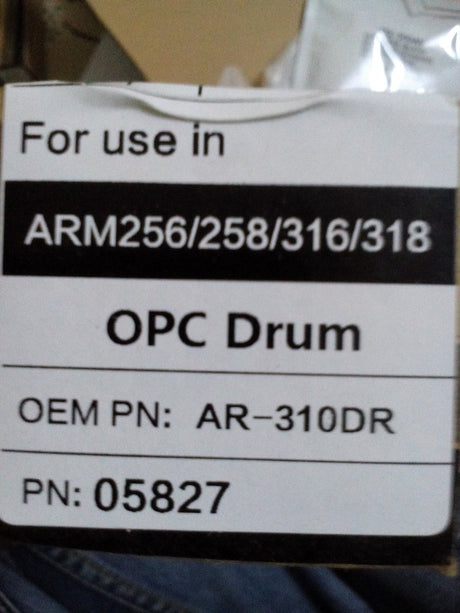 For use in
ARM256/258/316/318
OPC Drum
OEM PN: AR-310DR
PN: 05827